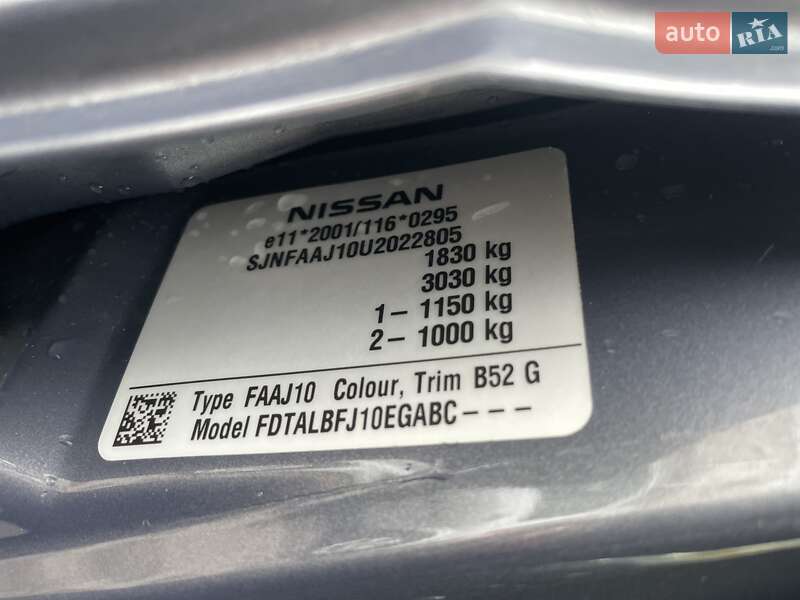 auto RIA .com
NISSAN
e11*2001/116*0295
SJNFAAJ10U2022805
1830 kg
3030 kg
1– 1150 kg
2– 1000 kg
Type FAAJ10 Colour, Trim B52 G
Model FDTALBFJ10EGABC– – –